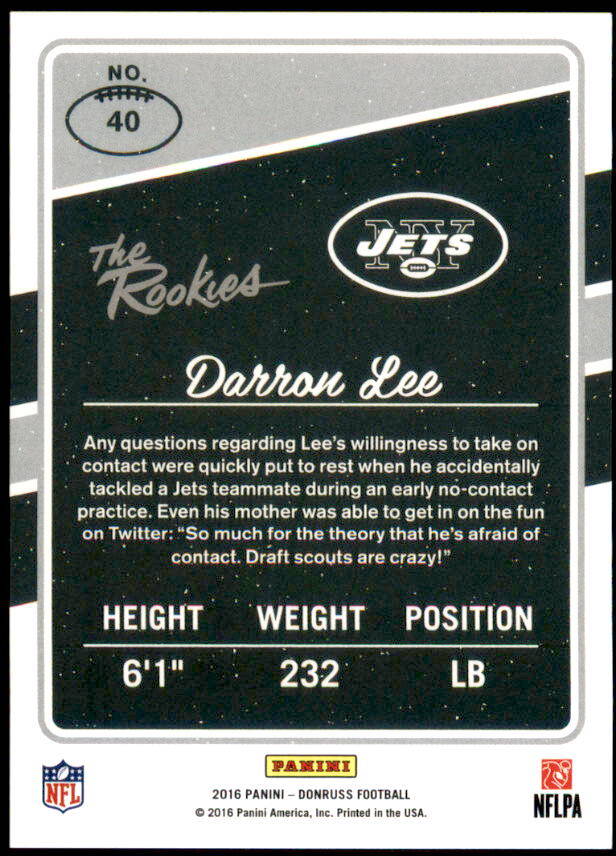 NO.
40
NY
JETS
The
Rookies
Darron Lee
Any questions regarding Lee's willingness to take on
contact were quickly put to rest when he accidentally
tackled a Jets teammate during an early no-contact
practice. Even his mother was able to get in on the fun
on Twitter: “So much for the theory that he's afraid of
contact. Draft scouts are crazy!”
HEIGHT WEIGHT POSITION
6'1" 232 LB
PANINI
NFL
2016 PANINI – DONRUSS FOOTBALL
© 2016 Panini America, Inc. Printed in the USA.
NFLPA